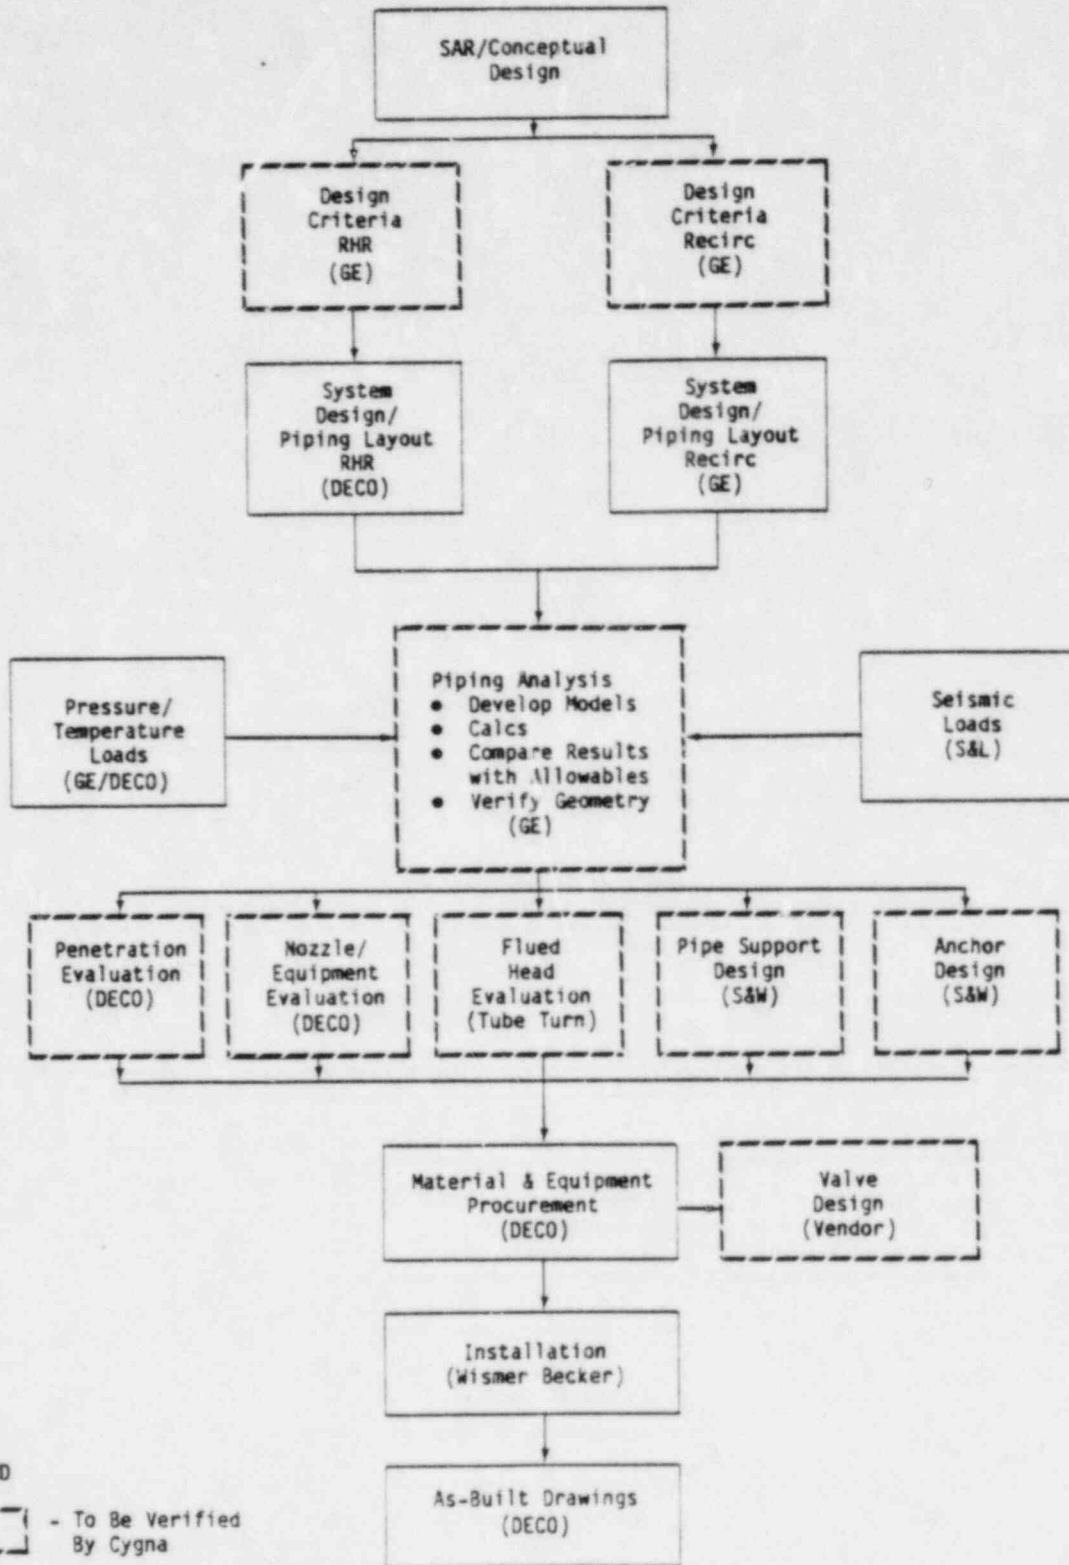 SAR/Conceptual
Design
Design
Criteria
RHR
(GE)
Design
Criteria
Recirc
(GE)
System
Design/
Piping Layout
RHR
(DECO)
System
Design/
Piping Layout
Recirc
(GE)
Pressure/
Temperature
Loads
(GE/DECO)
Piping Analysis
● Develop Models
● Calcs
● Compare Results
with Allowables
● Verify Geometry
(GE)
Seismic
Loads
(S&L)
Penetration
Evaluation
(DECO)
Nozzle/
Equipment
Evaluation
(DECO)
Flued
Head
Evaluation
(Tube Turn)
Pipe Support
Design
(S&W)
Anchor
Design
(S&W)
Material & Equipment
Procurement
(DECO)
Valve
Design
(Vendor)
Installation
(Wismer Becker)
As-Built Drawings
(DECO)
D
- To Be Verified
By Cygna